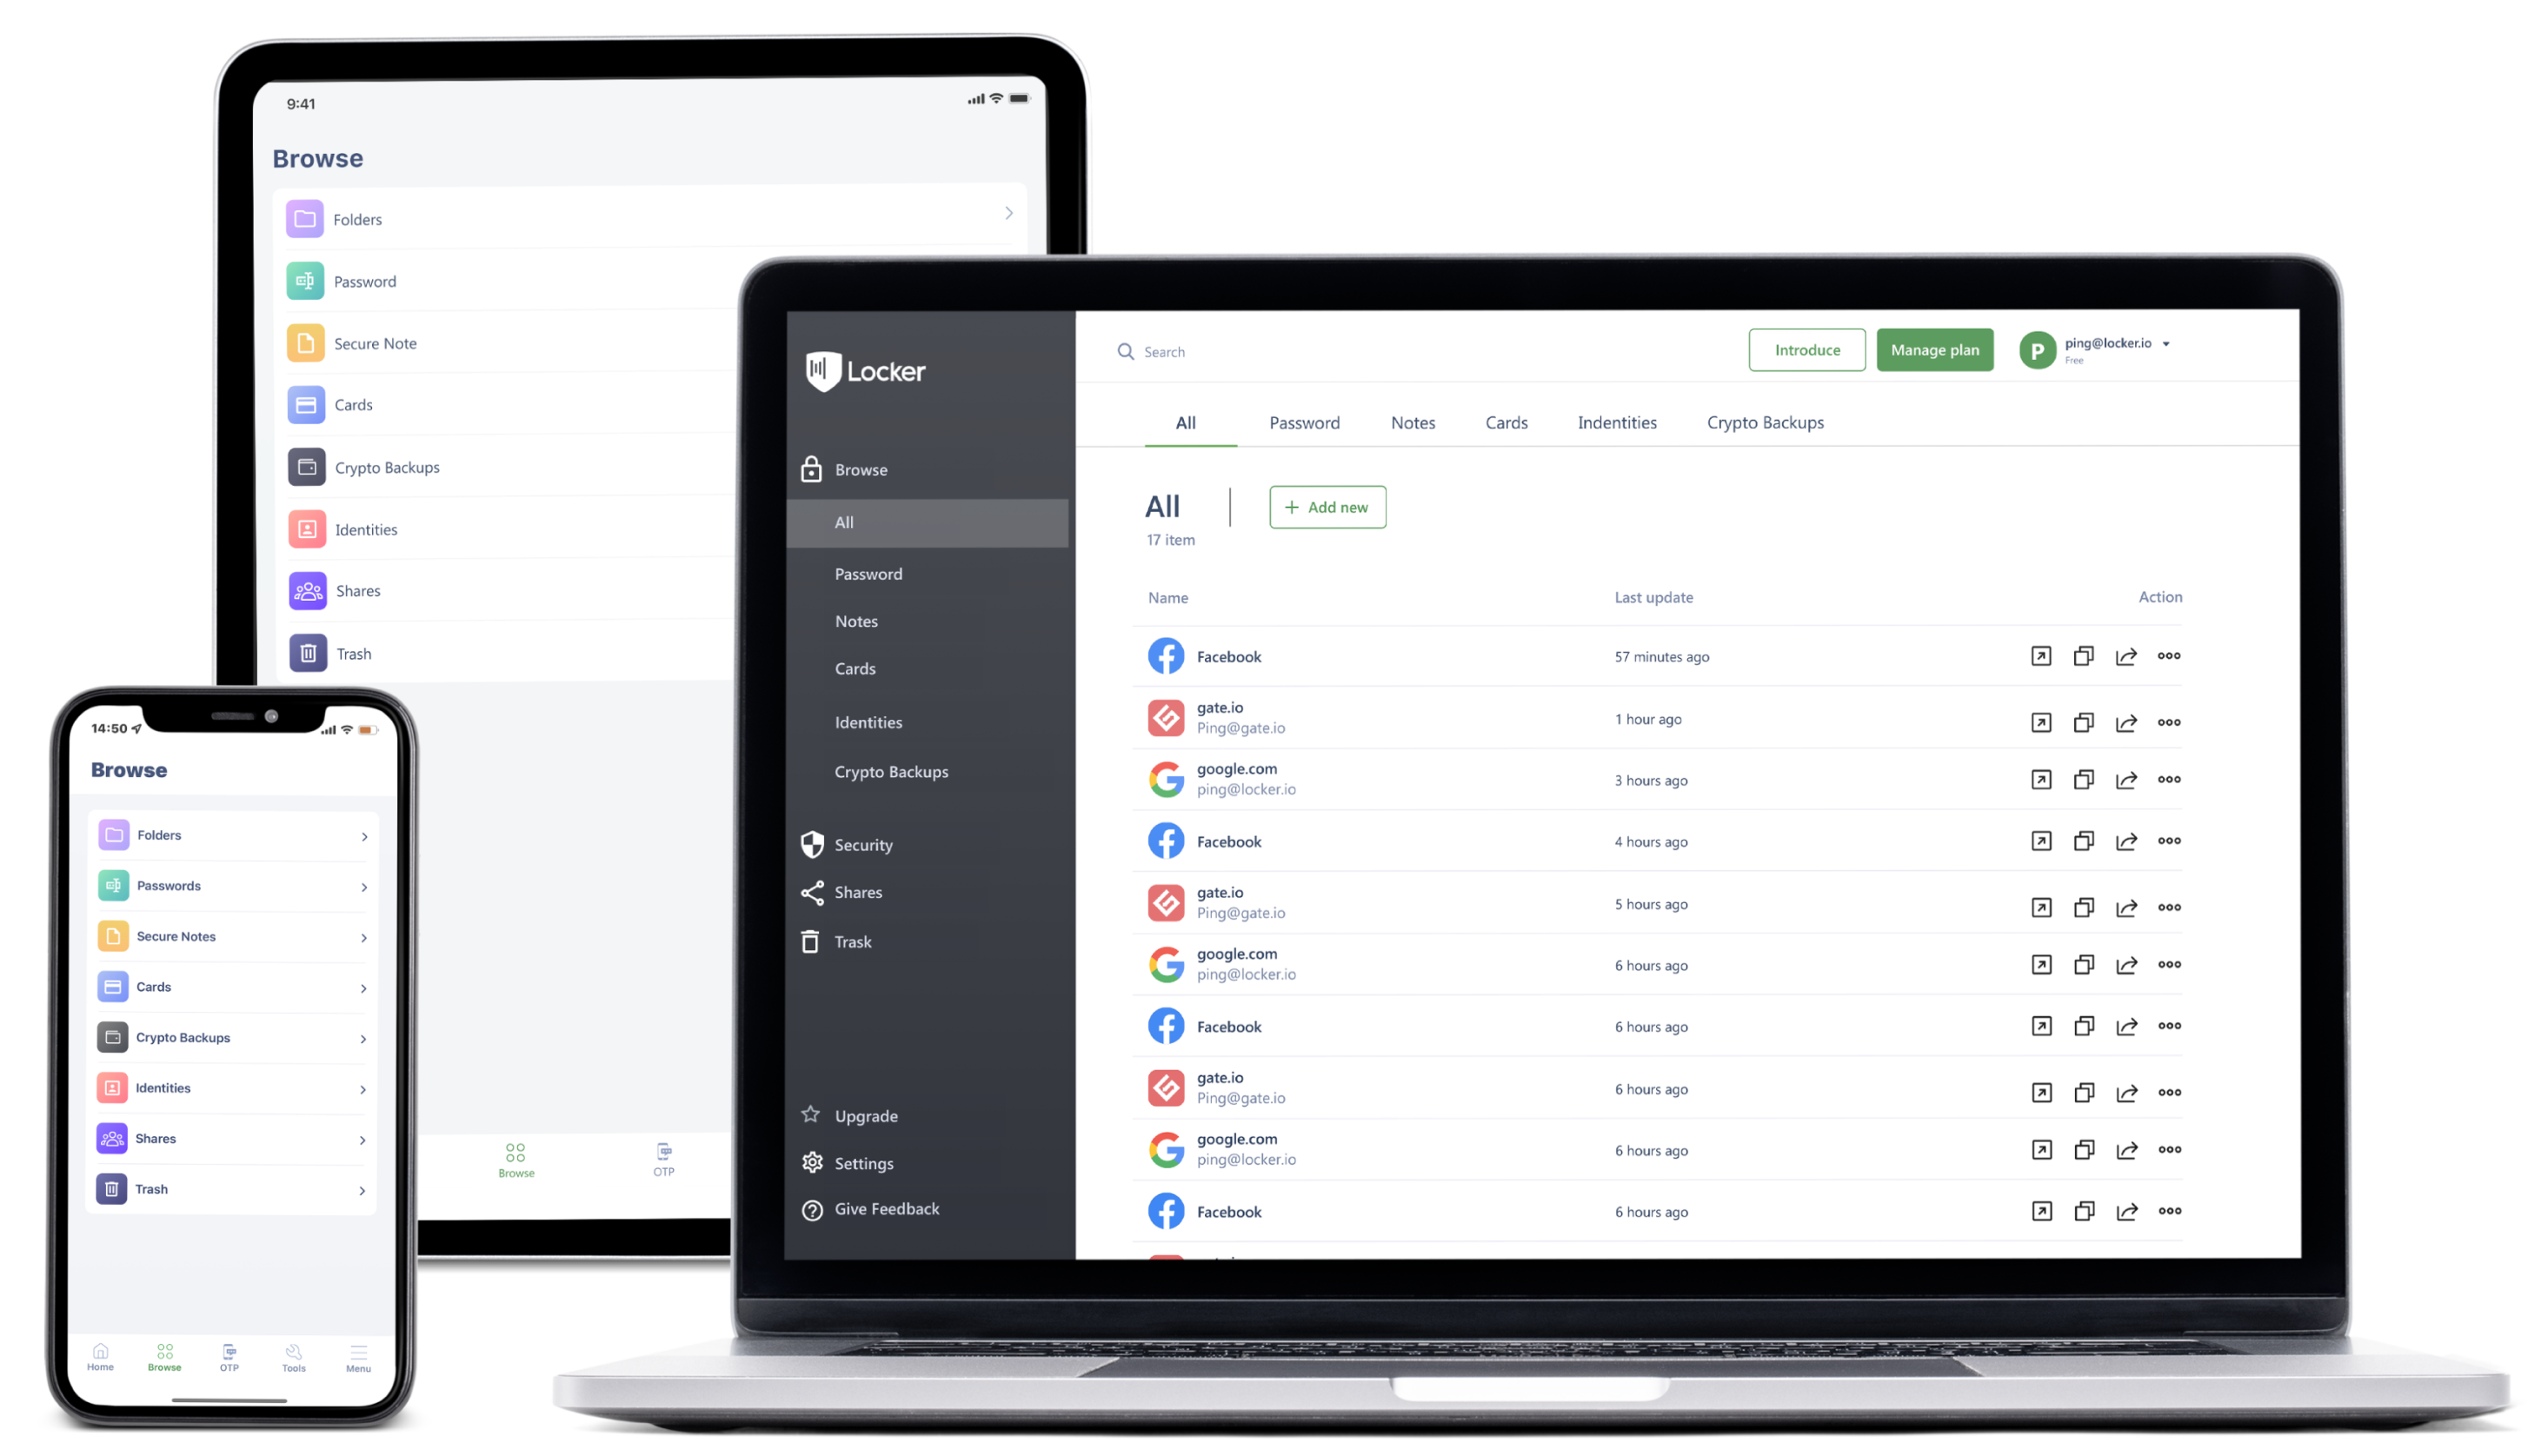 9:41
Browse
Folders
Password
Secure Note
Cards
Crypto Backups
Identities
Shares
Trash
Browse
OTP
14:50
Browse
Folders
Passwords
Secure Notes
Cards
Crypto Backups
Identities
Shares
Trash
Home Browse OTP Tools Menu
Locker
Browse
All
Password
Notes
Cards
Identities
Crypto Backups
Security
Shares
Trask
Upgrade
Settings
Give Feedback
Search
Introduce
Manage plan
P
ping@locker.io
Free
All Password Notes Cards Indentities Crypto Backups
All
+ Add new
17 item
Name Last update Action
Facebook 57 minutes ago
gate.io
Ping@gate.io
1 hour ago
google.com
ping@locker.io
3 hours ago
Facebook 4 hours ago
gate.io
Ping@gate.io
5 hours ago
google.com
ping@locker.io
6 hours ago
Facebook 6 hours ago
gate.io
Ping@gate.io
6 hours ago
google.com
ping@locker.io
6 hours ago
Facebook 6 hours ago